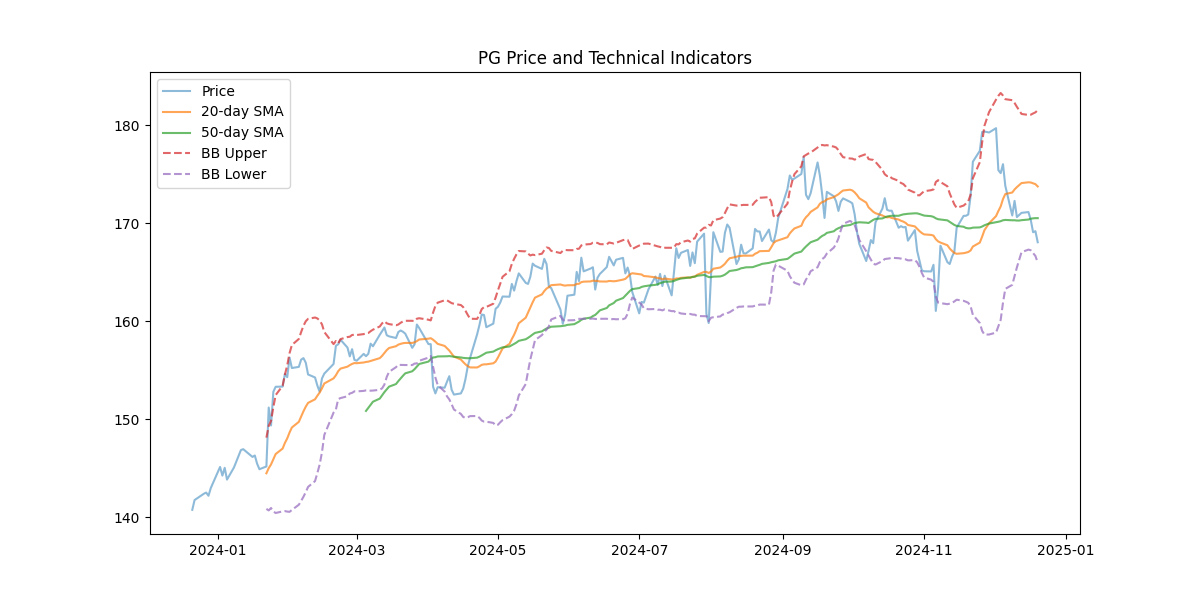 PG Price and Technical Indicators
Price
20-day SMA
50-day SMA
BB Upper
BB Lower
180
170
160
150
140
2024-01
2024-03
2024-05
2024-07
2024-09
2024-11
2025-01